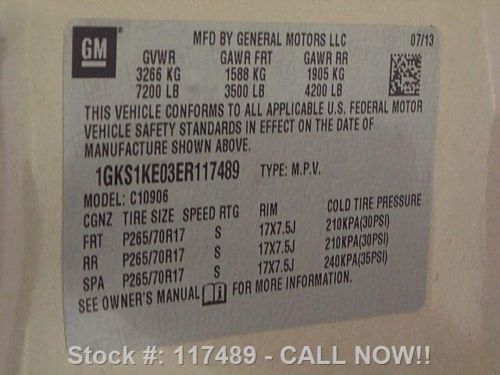 GM
MFD BY GENERAL MOTORS LLC 07/13
GVWR GAWR FRT GAWR RR
3266 KG 1588 KG 1905 KG
7200 LB 3500 LB 4200 LB
THIS VEHICLE CONFORMS TO ALL APPLICABLE U.S. FEDERAL MOTOR
VEHICLE SAFETY STANDARDS IN EFFECT ON THE DATE OF
MANUFACTURE SHOWN ABOVE.
1GKS1KE03ER117489 TYPE: M.P.V.
MODEL: C10906
CGNZ TIRE SIZE SPEED RTG RIM COLD TIRE PRESSURE
FRT P265/70R17 S 17X7.5J 210KPA(30PSI)
RR P265/70R17 S 17X7.5J 210KPA(30PSI)
SPA P265/70R17 S 17X7.5J 240KPA(35PSI)
SEE OWNER'S MANUAL FOR MORE INFORMATION.
Stock #: 117489 - CALL NOW!!